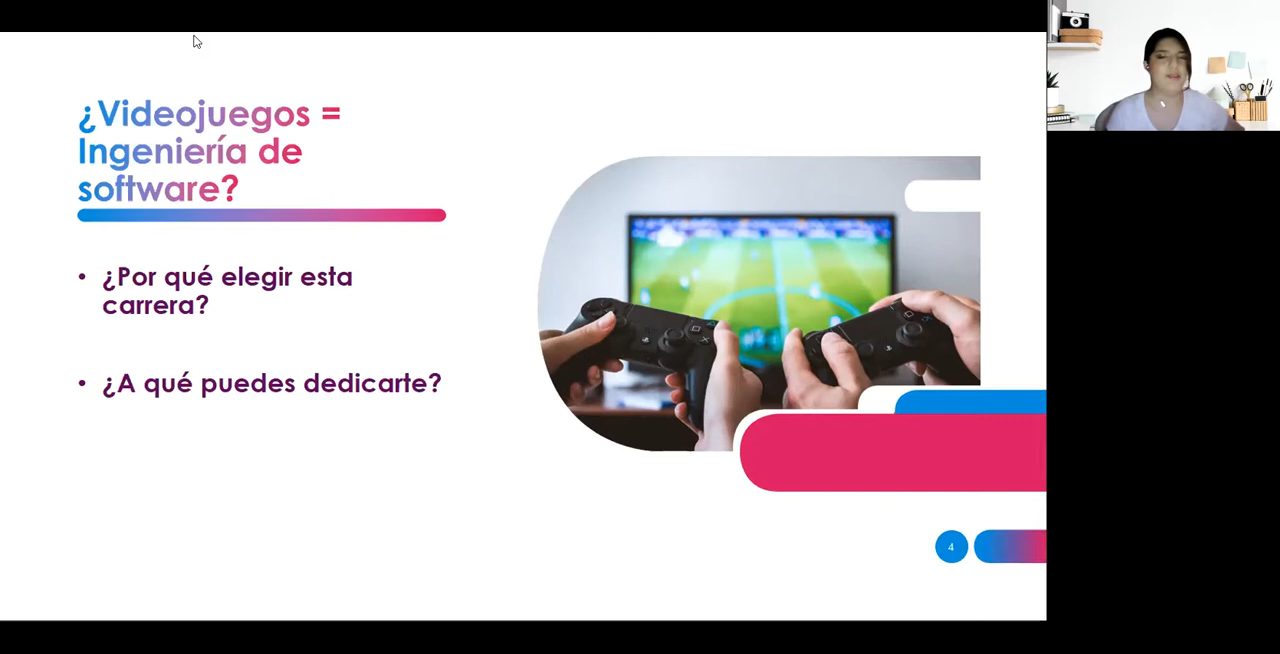 ¿Videojuegos =
Ingeniería de
software?
• ¿Por qué elegir esta
carrera?
• ¿A qué puedes dedicarte?
4